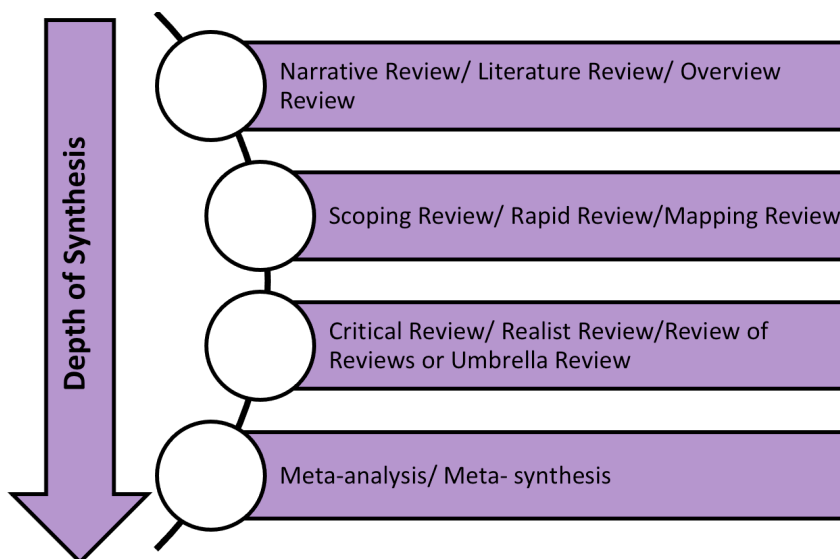 Depth of Synthesis
Narrative Review/ Literature Review/ Overview
Review
Scoping Review/ Rapid Review/Mapping Review
Critical Review/ Realist Review/Review of
Reviews or Umbrella Review
Meta-analysis/ Meta- synthesis